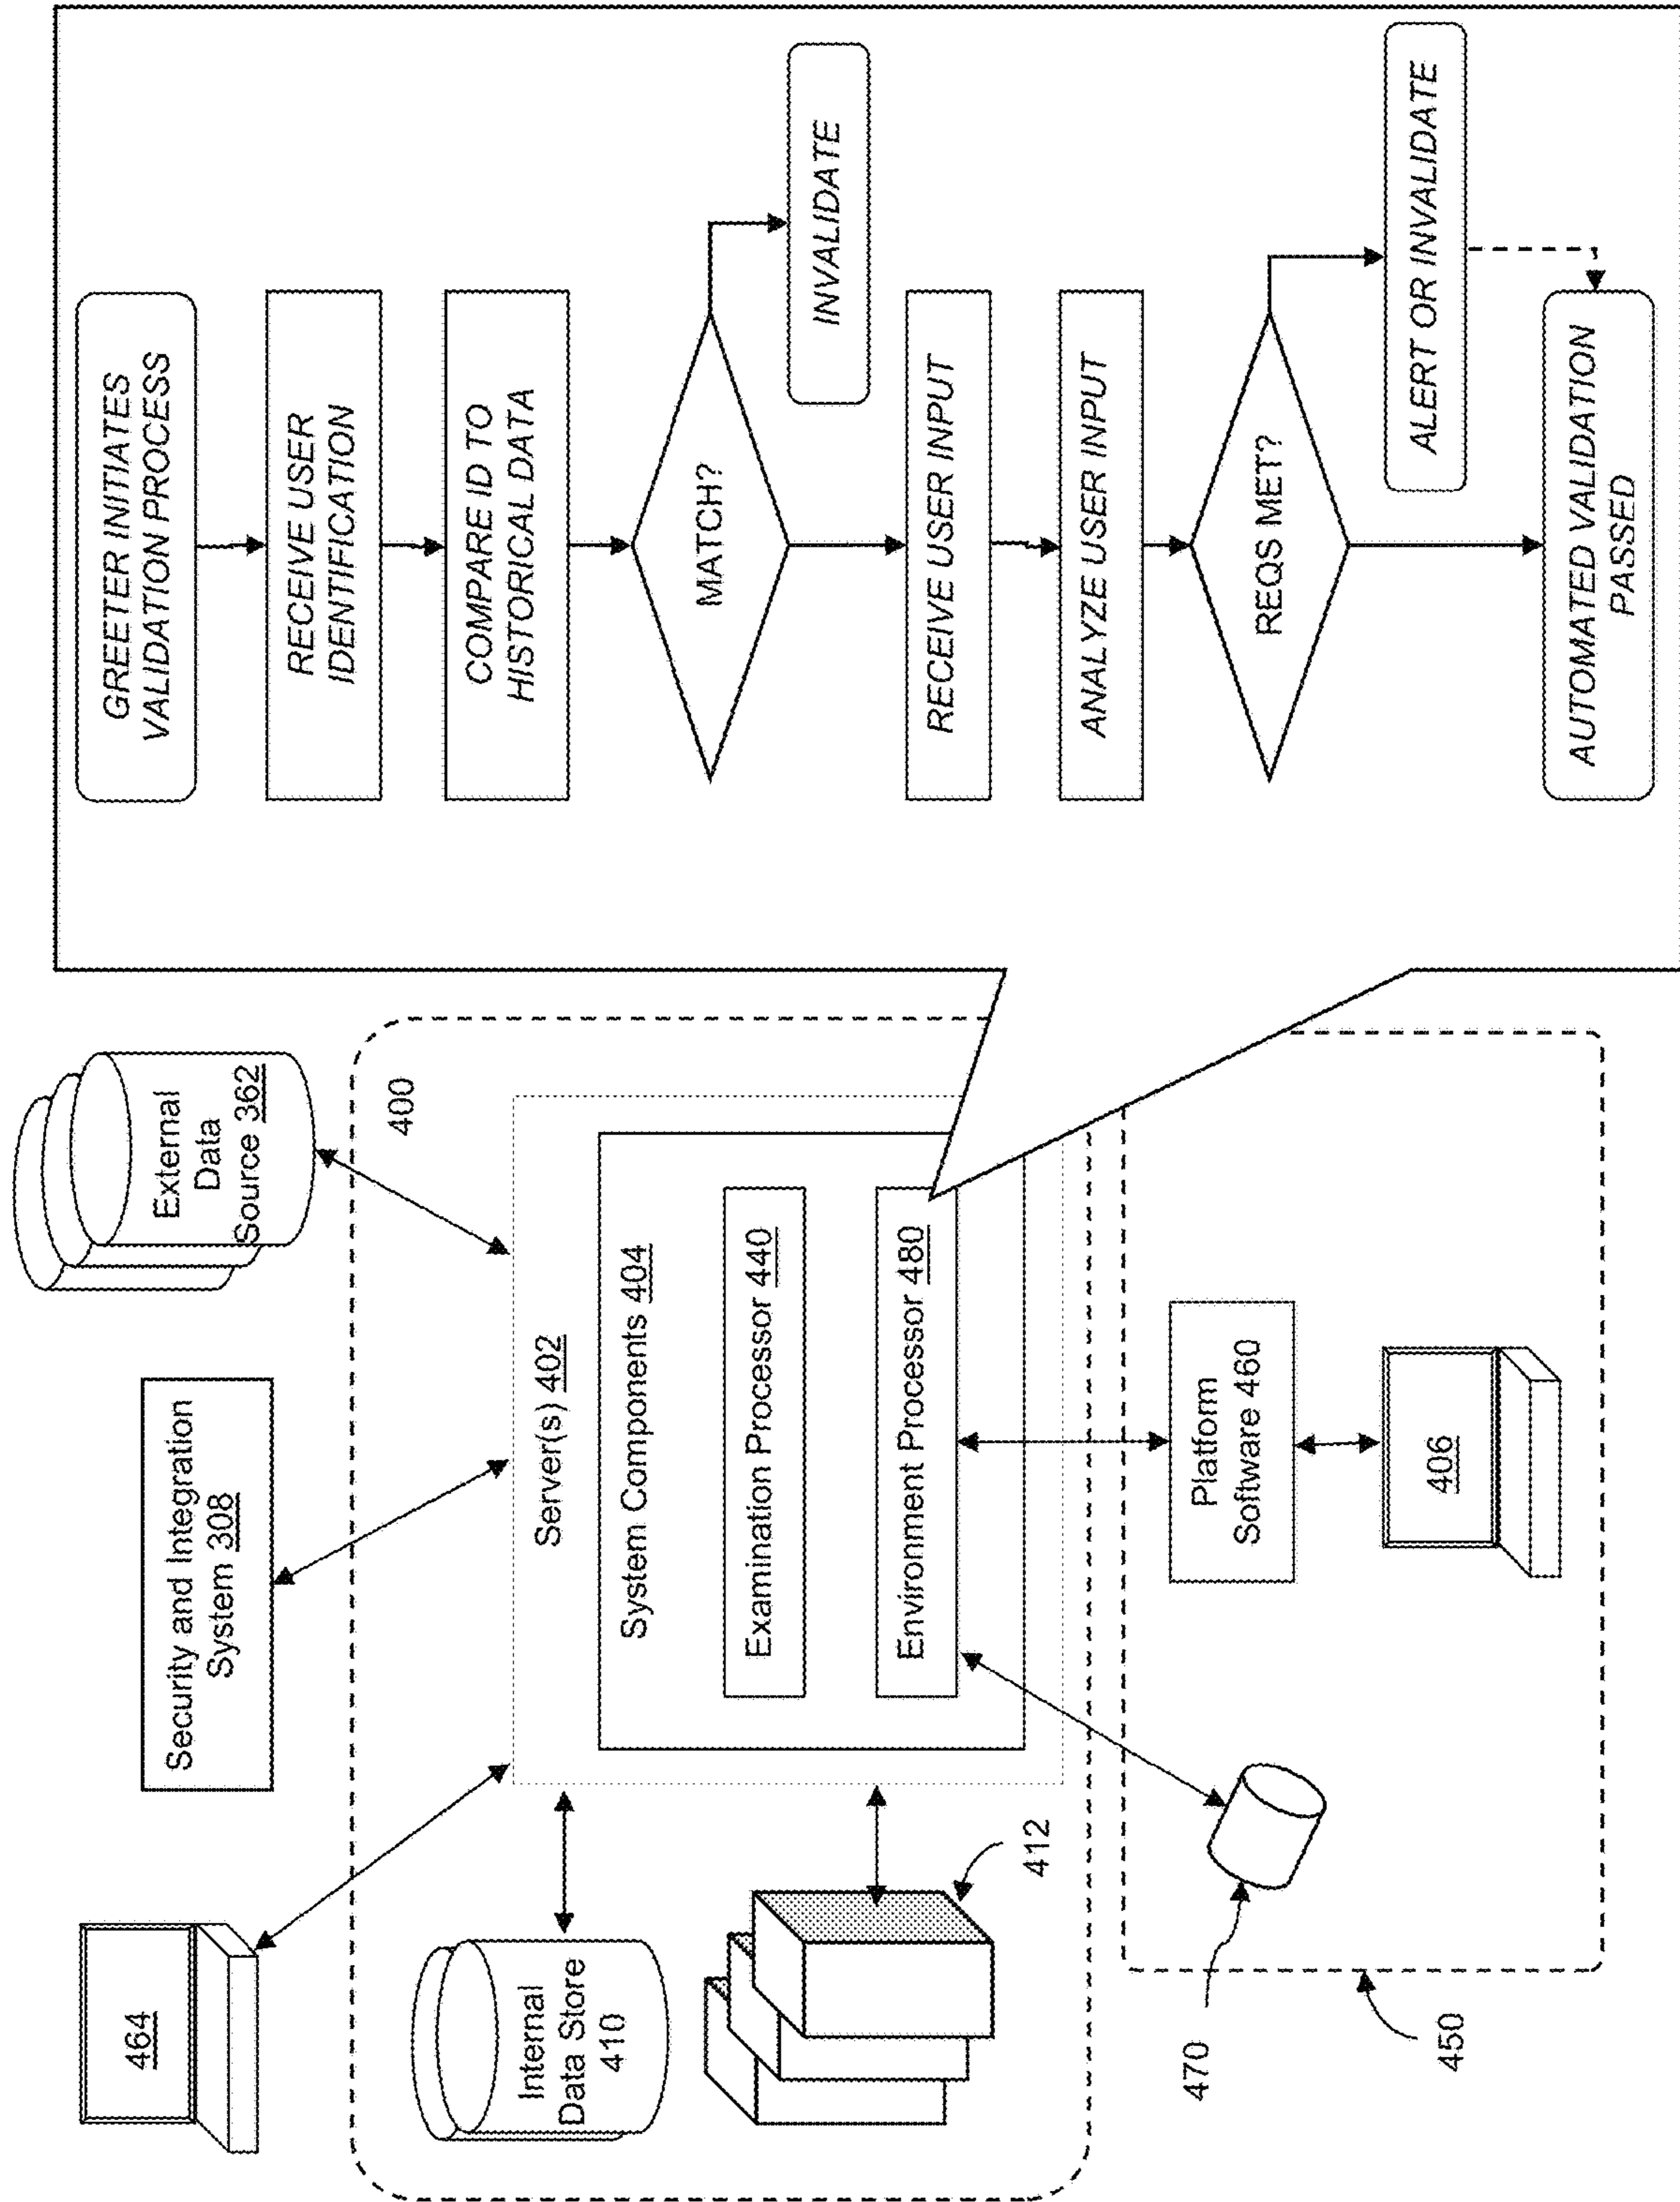 464
Security and Integration
System 308
External
Data
Source 362
400
Server(s) 402
System Components 404
Examination Processor 440
Environment Processor 480
Internal
Data Store
410
412
Platform
Software 460
406
470
450
GREETER INITIATES
VALIDATION PROCESS
RECEIVE USER
IDENTIFICATION
COMPARE ID TO
HISTORICAL DATA
MATCH?
INVALIDATE
RECEIVE USER INPUT
ANALYZE USER INPUT
REQS MET?
ALERT OR INVALIDATE
AUTOMATED VALIDATION
PASSED